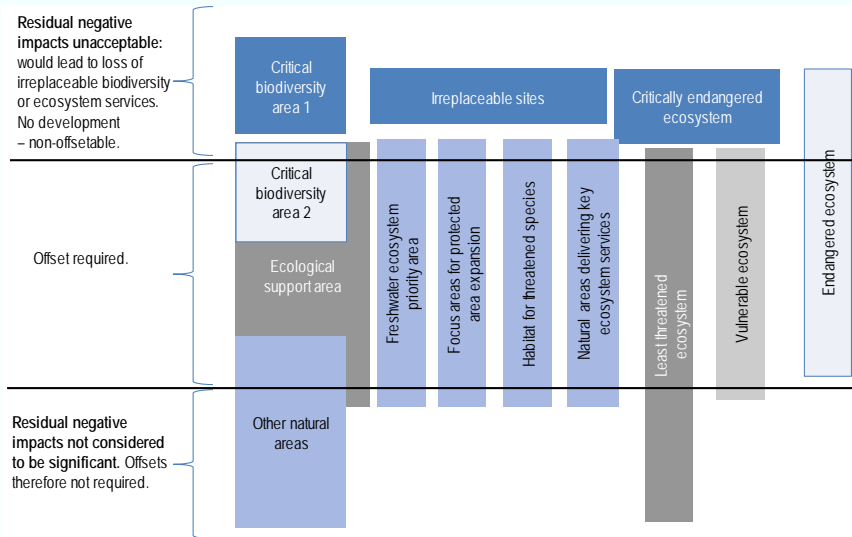 Residual negative
impacts unacceptable:
would lead to loss of
irreplaceable biodiversity
or ecosystem services.
No development
– non-offsetable.
Offset required.
Residual negative
impacts not considered
to be significant. Offsets
therefore not required.
Critical
biodiversity
area 1
Critical
biodiversity
area 2
Ecological
support area
Other natural
areas
Irreplaceable sites
Freshwater ecosystem
priority area
Focus areas for protected
area expansion
Habitat for threatened species
Natural areas delivering key
ecosystem services
Critically endangered
ecosystem
Least threatened
ecosystem
Vulnerable ecosystem
Endangered ecosystem